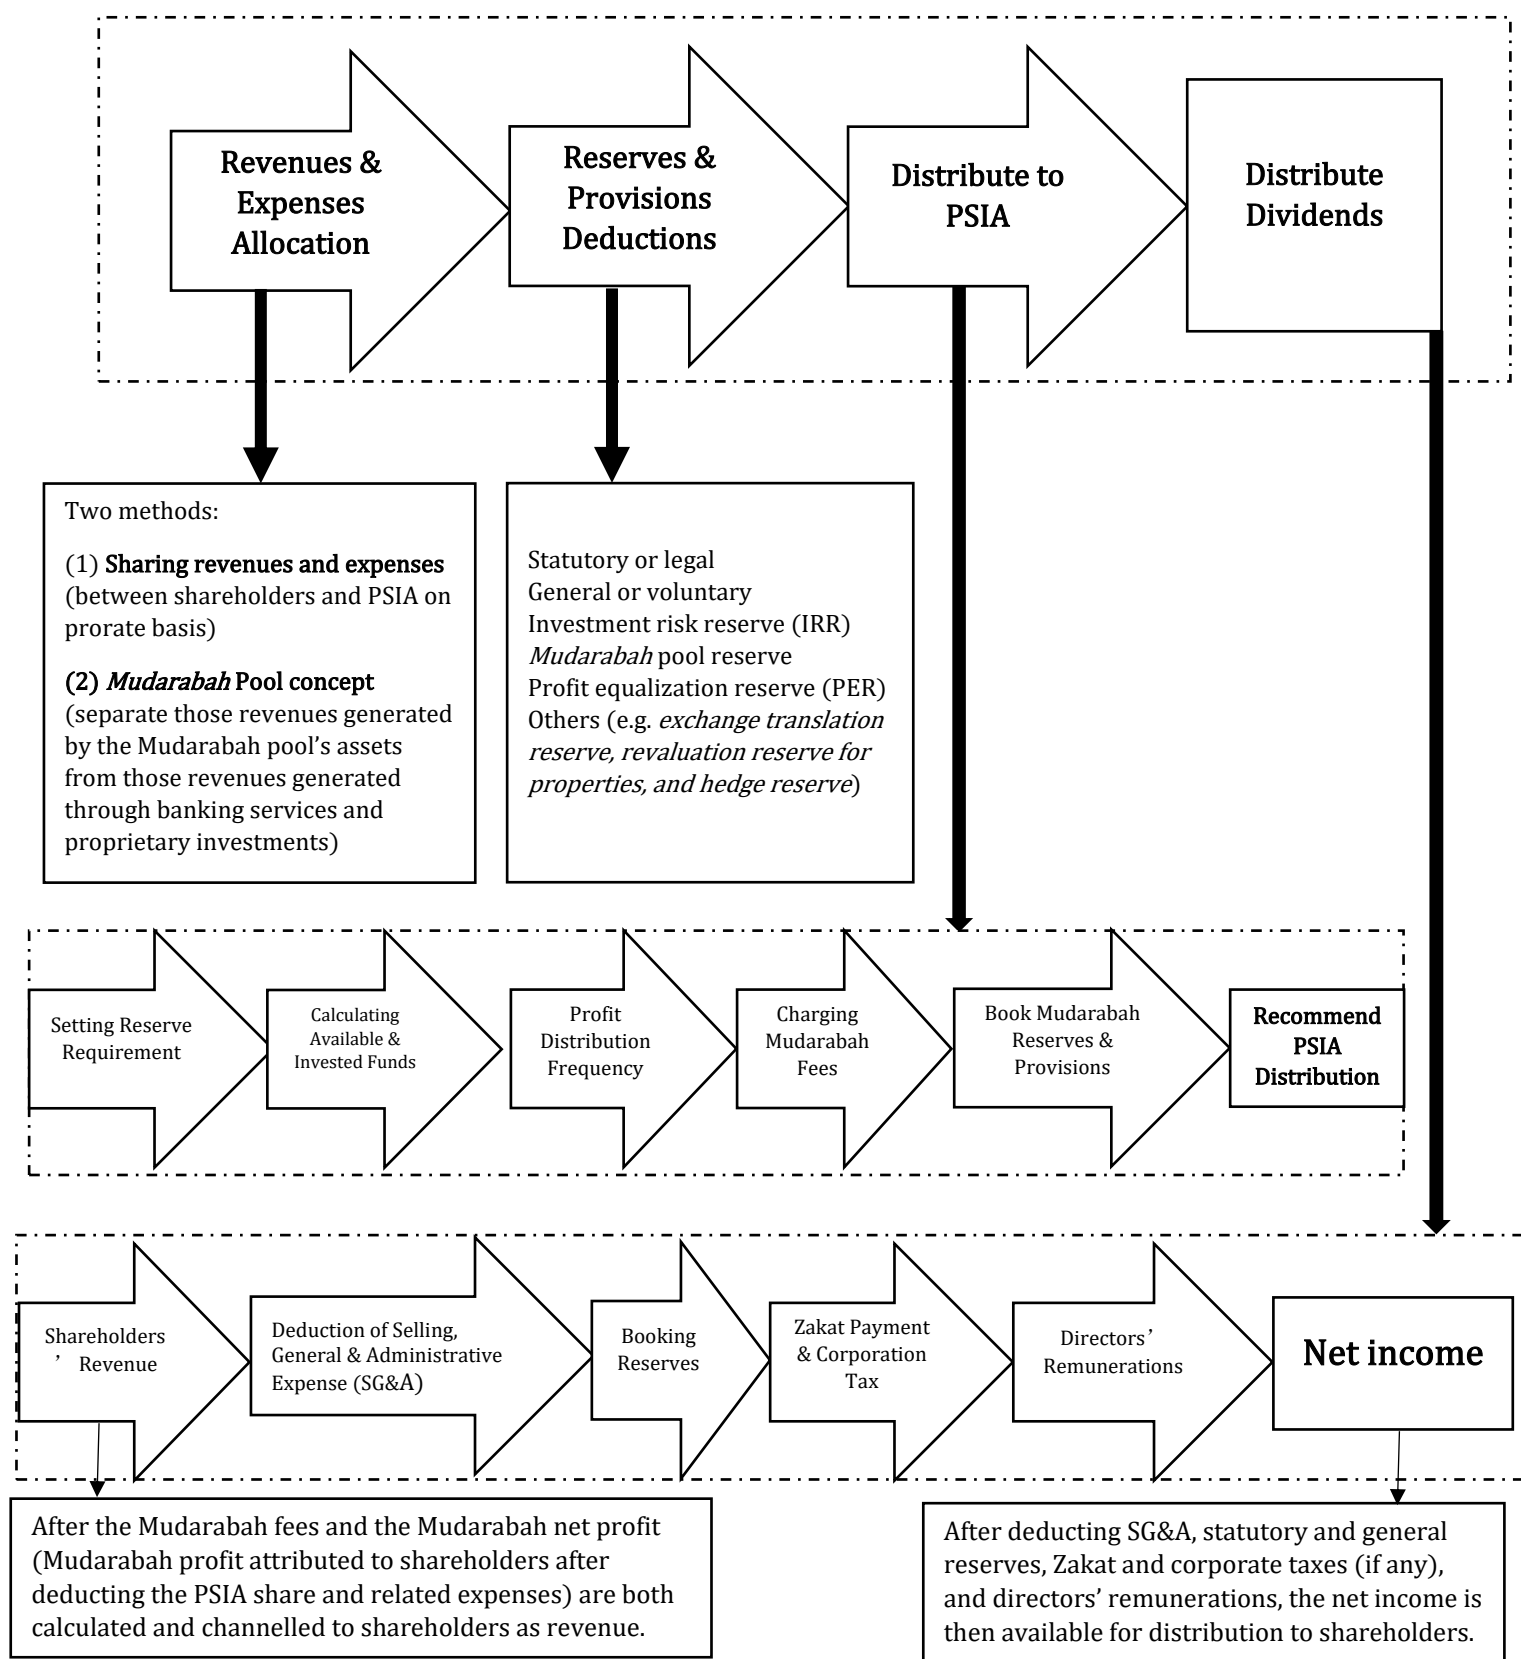 Revenues &
Expenses
Allocation
Reserves &
Provisions
Deductions
Distribute to
PSIA
Distribute
Dividends
Two methods:
(1) Sharing revenues and expenses
(between shareholders and PSIA on
prorate basis)
(2) Mudarabah Pool concept
(separate those revenues generated
by the Mudarabah pool’s assets
from those revenues generated
through banking services and
proprietary investments)
Statutory or legal
General or voluntary
Investment risk reserve (IRR)
Mudarabah pool reserve
Profit equalization reserve (PER)
Others (e.g. exchange translation
reserve, revaluation reserve for
properties, and hedge reserve)
Setting Reserve
Requirement
Calculating
Available &
Invested Funds
Profit
Distribution
Frequency
Charging
Mudarabah
Fees
Book Mudarabah
Reserves &
Provisions
Recommend
PSIA
Distribution
Shareholders
’ Revenue
Deduction of Selling,
General & Administrative
Expense (SG&A)
Booking
Reserves
Zakat Payment
& Corporation
Tax
Directors’
Remunerations
Net income
After the Mudarabah fees and the Mudarabah net profit
(Mudarabah profit attributed to shareholders after
deducting the PSIA share and related expenses) are both
calculated and channelled to shareholders as revenue.
After deducting SG&A, statutory and general
reserves, Zakat and corporate taxes (if any),
and directors’ remunerations, the net income is
then available for distribution to shareholders.